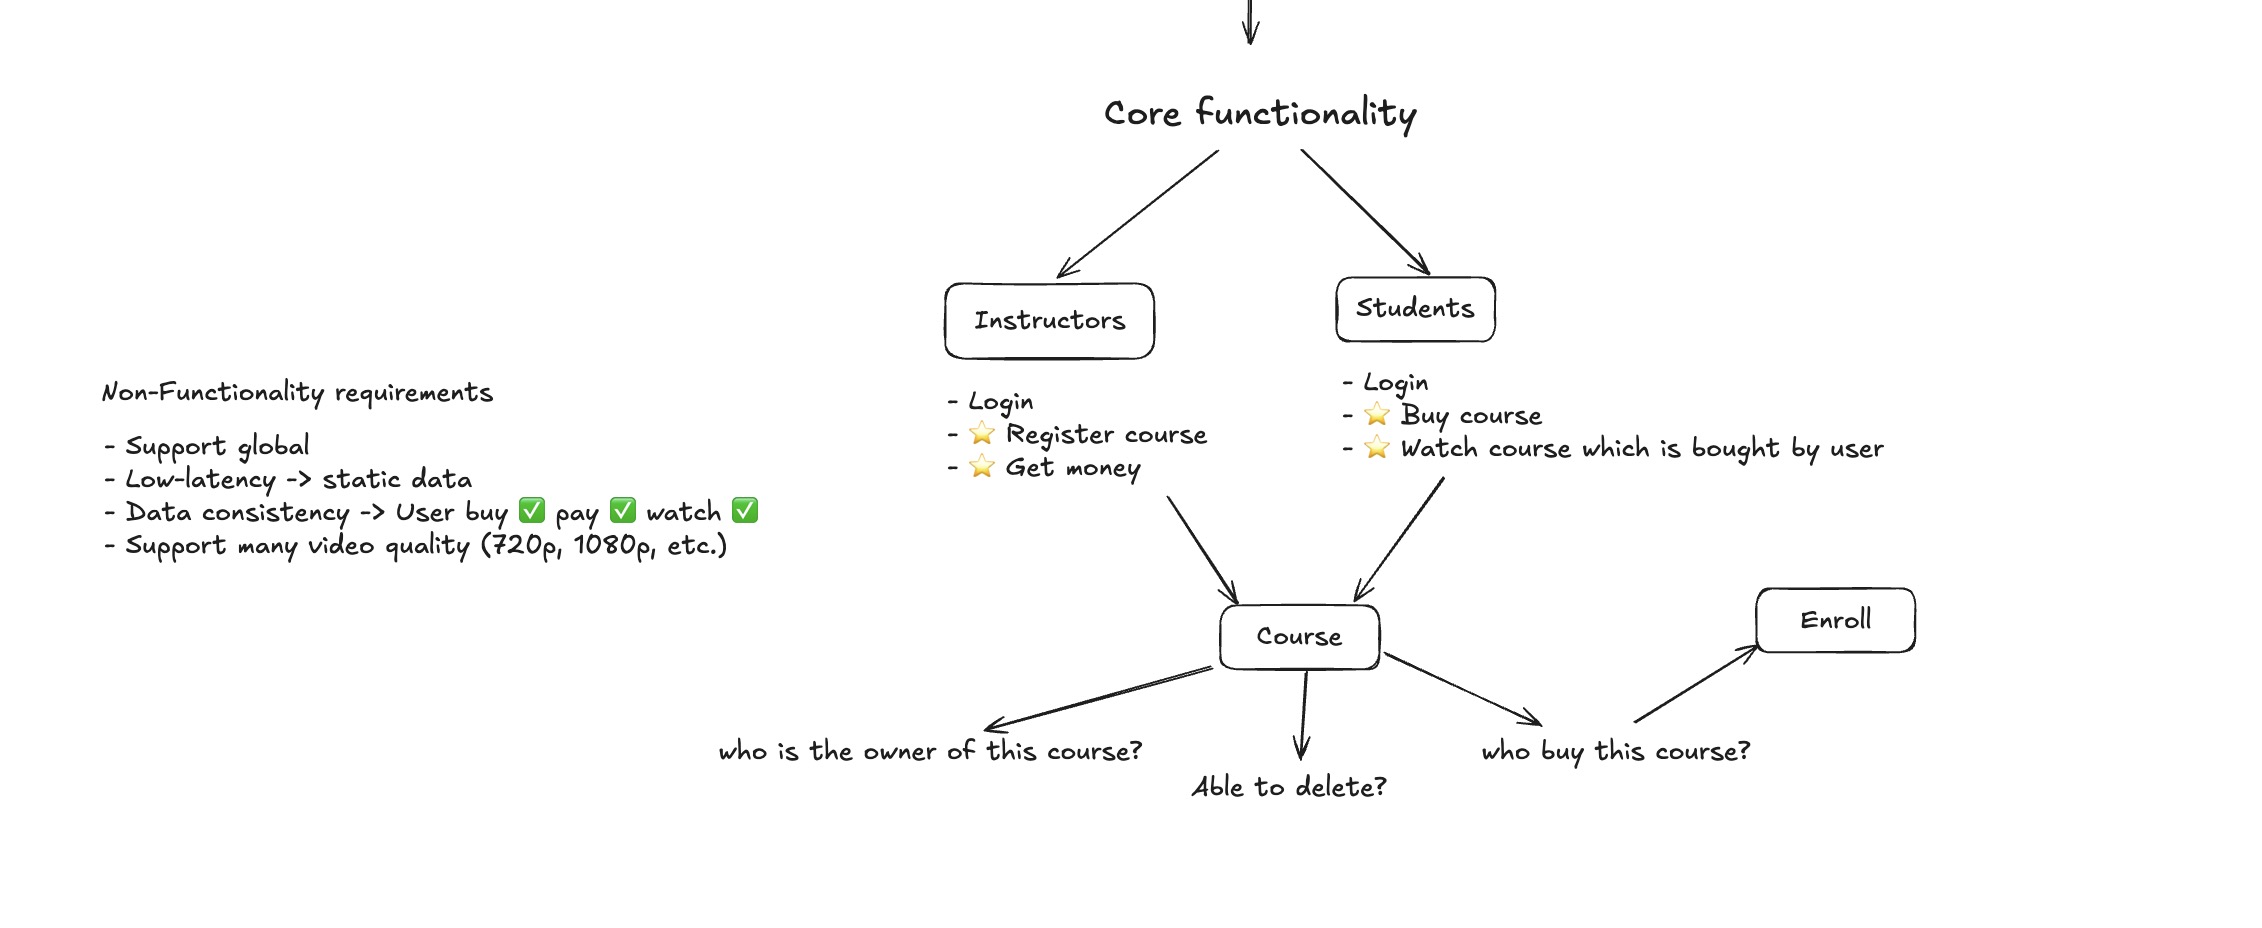 Core functionality
Instructors
- Login
- ⭐ Register course
- ⭐ Get money
Students
- Login
- ⭐ Buy course
- ⭐ Watch course which is bought by user
Non-Functionality requirements
- Support global
- Low-latency -> static data
- Data consistency -> User buy ✅ pay ✅ watch ✅
- Support many video quality (720p, 1080p, etc.)
Course
Enroll
who is the owner of this course?
Able to delete?
who buy this course?